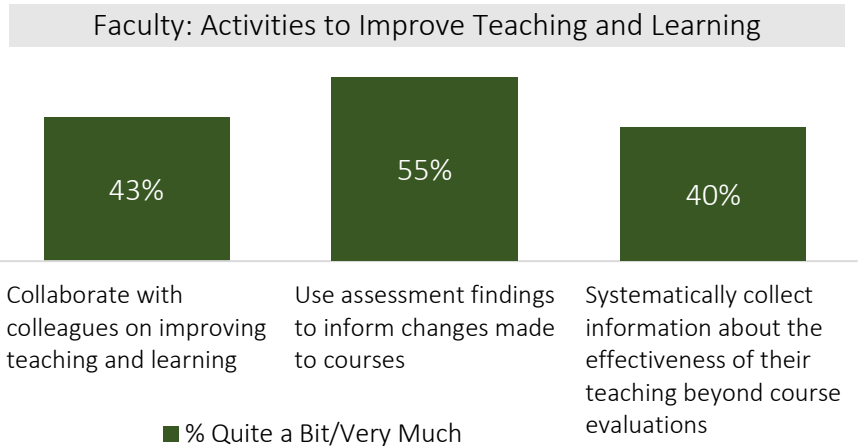 Faculty: Activities to Improve Teaching and Learning
43%
55%
40%
Collaborate with
colleagues on improving
teaching and learning
Use assessment findings
to inform changes made
to courses
Systematically collect
information about the
effectiveness of their
teaching beyond course
evaluations
% Quite a Bit/Very Much